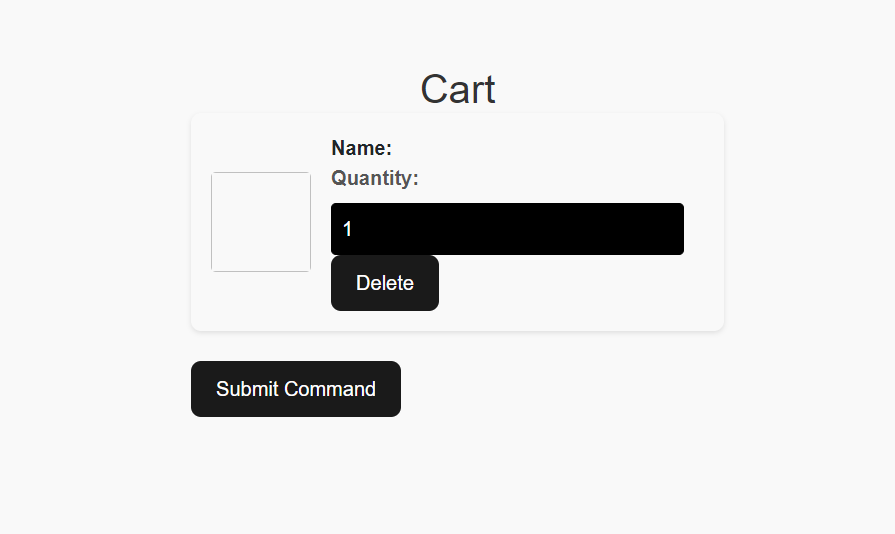 Cart
Name:
Quantity:
1
Delete
Submit Command